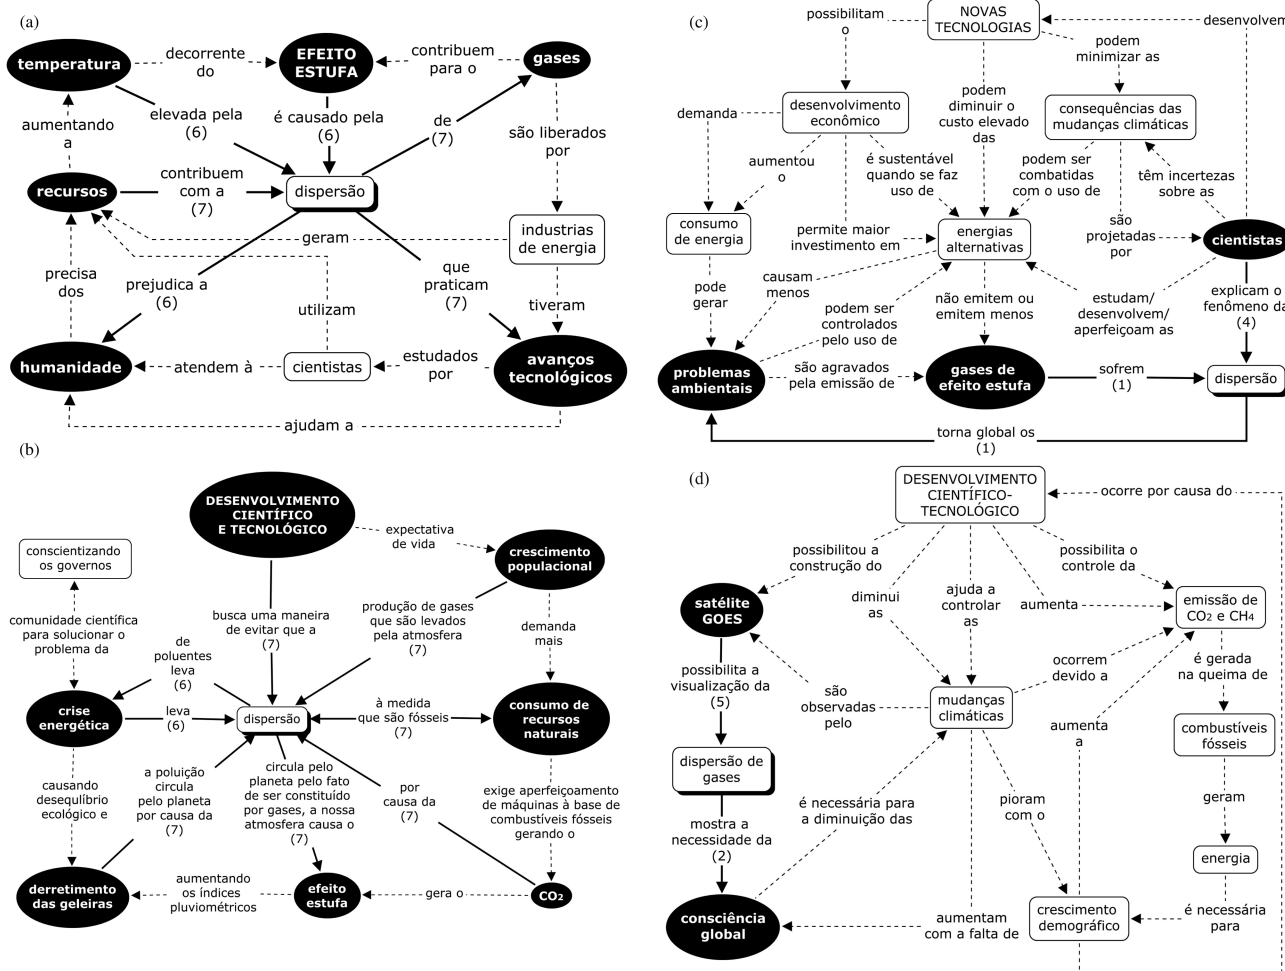 (a)
temperatura
decorrente
do
EFEITO
ESTUFA
contribuem
para o
gases
elevada pela
(6)
é causado pela
(6)
de
(7)
são liberados
por
aumentando
a
recursos
contribuem
com a
(7)
dispersão
geram
industrias
de energia
precisa
dos
prejudica a
(6)
utilizam
que
praticam
(7)
tiveram
humanidade
atendem à
cientistas
estudados
por
avanços
tecnológicos
ajudam a
(b)
DESENVOLVIMENTO
CIENTÍFICO
E TECNOLÓGICO
expectativa
de vida
crescimento
populacional
conscientizando
os governos
comunidade científica
para solucionar o
problema da
busca uma maneira
de evitar que a
(7)
produção de gases
que são levados
pela atmosfera
(7)
demanda
mais
de
poluentes
leva
(6)
crise
energética
leva
(6)
dispersão
à medida
que são fósseis
(7)
consumo de
recursos
naturais
causando
desequlíbrio
ecológico e
a poluição
circula
pelo planeta
por causa da
(7)
circula pelo
planeta pelo fato
de ser constituído
por gases, a nossa
atmosfera causa o
(7)
por
causa da
(7)
exige aperfeiçoamento
de máquinas à base de
combustíveis fósseis
gerando o
derretimento
das geleiras
aumentando
os índices
pluviométricos
efeito
estufa
gera o
CO₂
(c)
possibilitam
o
NOVAS
TECNOLOGIAS
desenvolvem
podem
minimizar as
demanda
desenvolvimento
econômico
podem
diminuir o
custo elevado
das
consequências das
mudanças climáticas
aumentou
o
é sustentável
quando se faz
uso de
podem ser
combatidas
com o uso de
têm incertezas
sobre as
consumo
de energia
permite maior
investimento em
energias
alternativas
são
projetadas
por
cientistas
pode
gerar
causam
menos
podem ser
controlados
pelo uso de
não emitem ou
emitem menos
estudam/
desenvolvem/
aperfeiçoam as
explicam o
fenômeno da
(4)
problemas
ambientais
são agravados
pela emissão de
gases de
efeito estufa
sofrem
(1)
dispersão
torna global os
(1)
(d)
DESENVOLVIMENTO
CIENTÍFICO-
TECNOLÓGICO
ocorre por causa do
possibilitou a
construção do
possibilita o
controle da
satélite
GOES
diminui
as
ajuda a
controlar
as
aumenta
emissão de
CO₂ e CH₄
possibilita a
visualização da
(5)
são
observadas
pelo
mudanças
climáticas
ocorrem
devido a
é gerada
na queima de
dispersão de
gases
aumenta
a
combustíveis
fósseis
mostra a
necessidade da
(2)
é necessária para
a diminuição das
pioram
com o
geram
energia
consciência
global
aumentam
com a falta de
crescimento
demográfico
é necessária
para